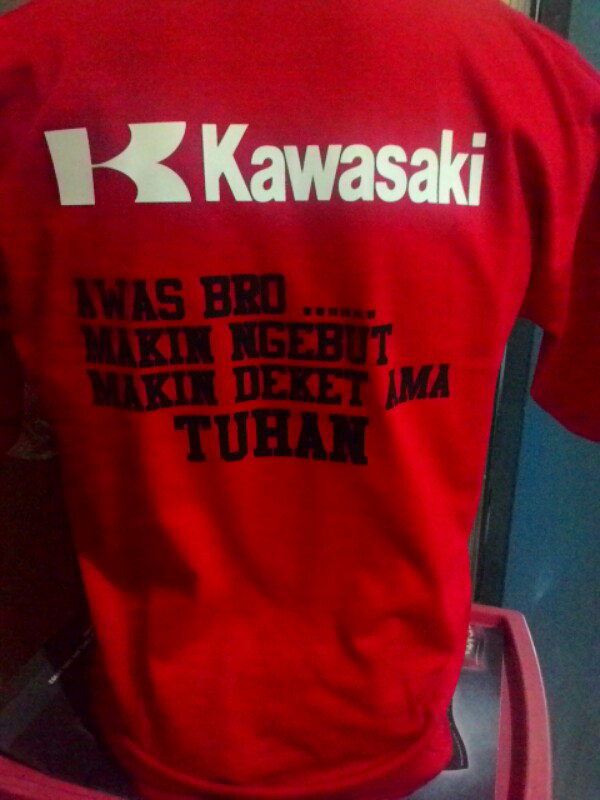 Kawasaki
AWAS BRO ......
MAKIN NGEBUT
MAKIN DEKET AMA
TUHAN